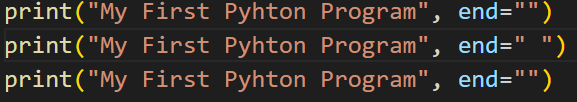 print("My First Pyhton Program", end="")
print("My First Pyhton Program", end=" ")
print("My First Pyhton Program", end="")